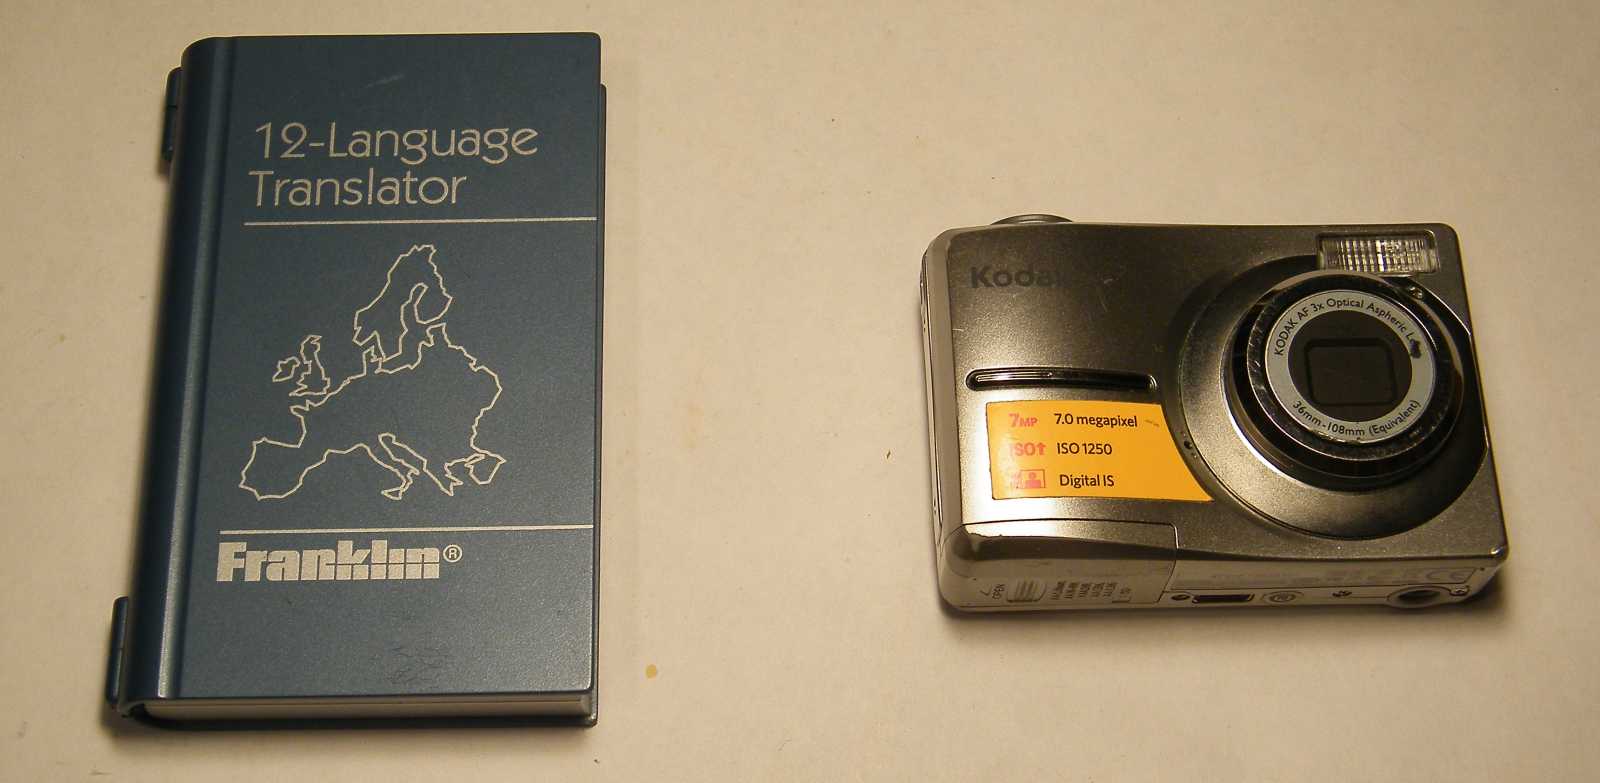 12-Language
Translator
Franklin®
Kodak
KODAK AF 3x Optical Aspheric
36mm-108mm (Equivalent)
7MP 7.0 megapixel
ISO ISO 1250
Digital IS
OPEN